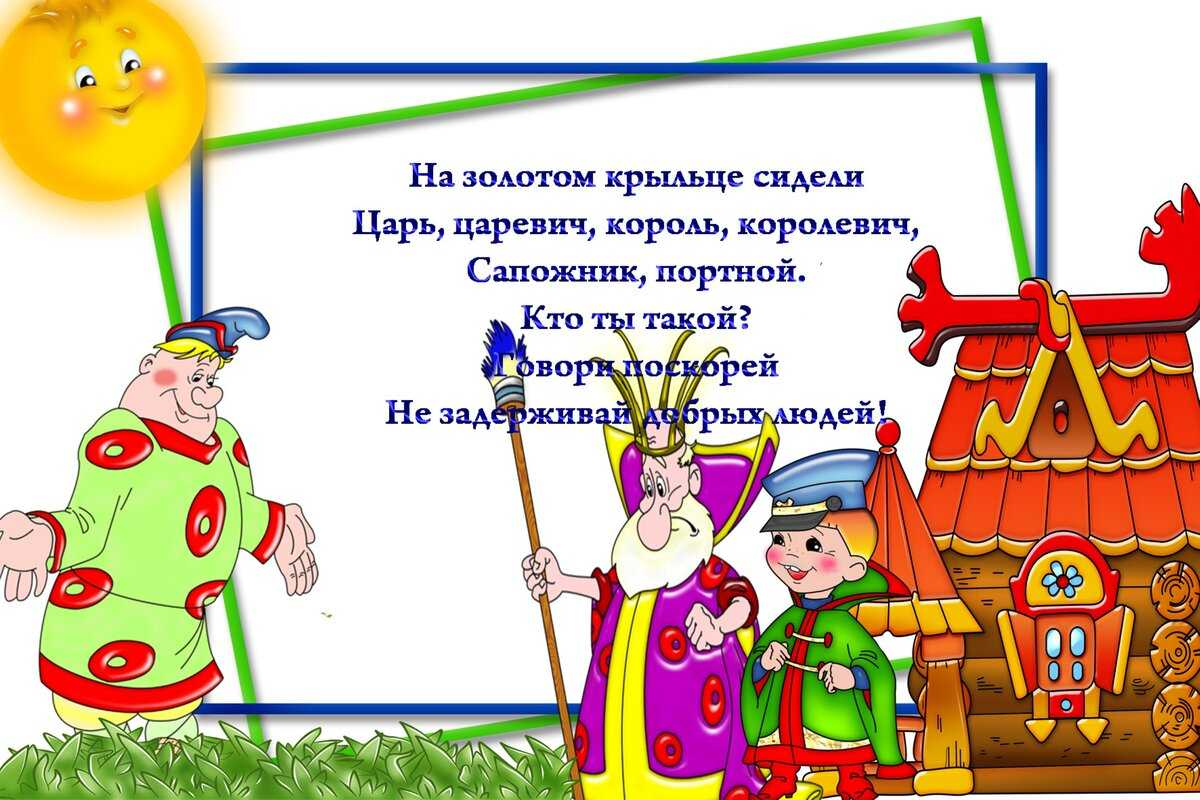 На золотом крыльце сидели
Царь, царевич, король, королевич,
Сапожник, портной.
Кто ты такой?
Говори поскорей
Не задерживай добрых людей!